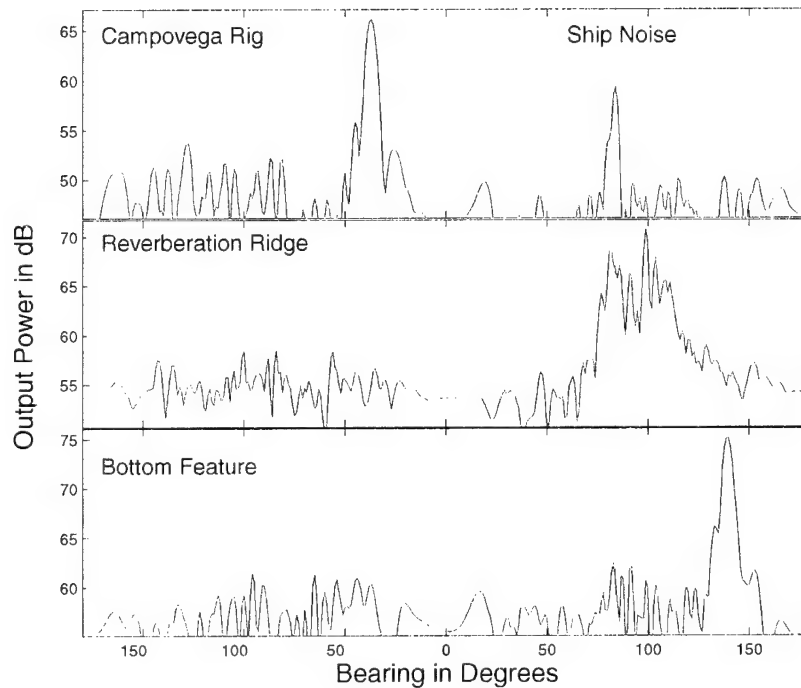 Campovega Rig
Ship Noise
65
60
55
50
Reverberation Ridge
70
65
60
55
Bottom Feature
75
70
65
60
Output Power in dB
150 100 50 0 50 100 150
Bearing in Degrees